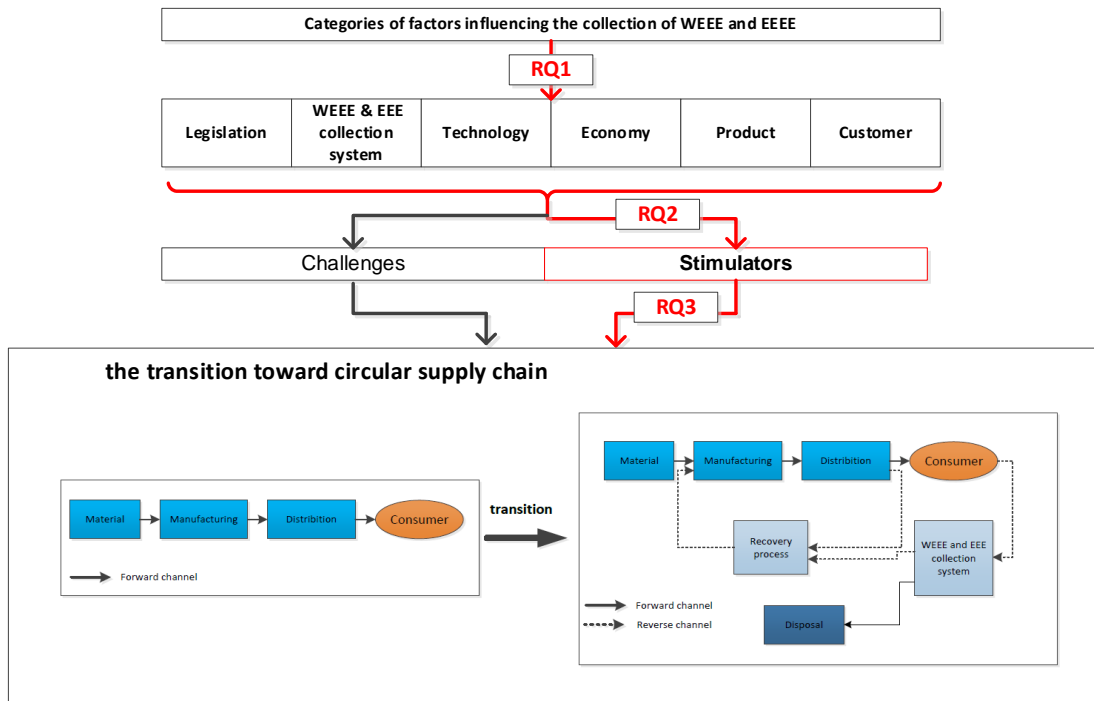 Categories of factors influencing the collection of WEEE and EEEE
RQ1
Legislation
WEEE & EEE
collection
system
Technology
Economy
Product
Customer
RQ2
Challenges
Stimulators
RQ3
the transition toward circular supply chain
Material
Manufacturing
Distribition
Consumer
Forward channel
transition
Material
Manufacturing
Distribition
Consumer
Recovery
process
WEEE and EEE
collection
system
Forward channel
Reverse channel
Disposal